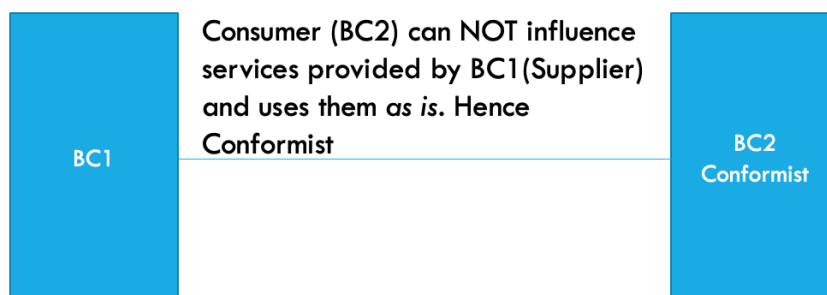 BC1
Consumer (BC2) can NOT influence
services provided by BC1(Supplier)
and uses them as is. Hence
Conformist
BC2
Conformist